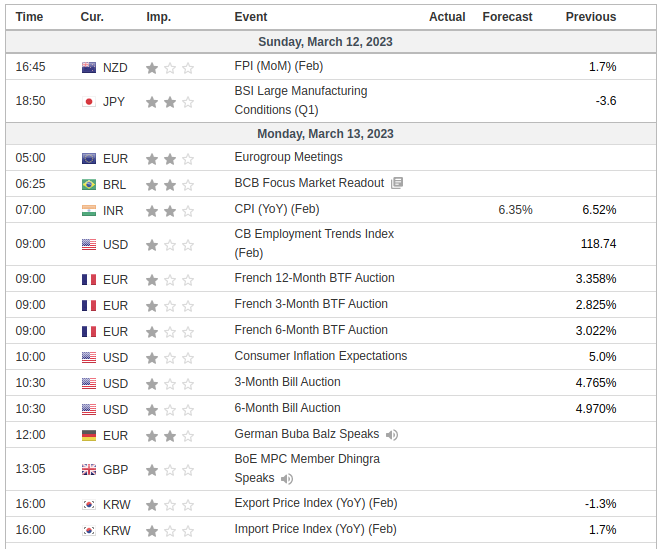 Time Cur. Imp. Event Actual Forecast Previous
Sunday, March 12, 2023
16:45 NZD FPI (MoM) (Feb) 1.7%
18:50 JPY BSI Large Manufacturing
Conditions (Q1) -3.6
Monday, March 13, 2023
05:00 EUR Eurogroup Meetings
06:25 BRL BCB Focus Market Readout
07:00 INR CPI (YoY) (Feb) 6.35% 6.52%
09:00 USD CB Employment Trends Index
(Feb) 118.74
09:00 EUR French 12-Month BTF Auction 3.358%
09:00 EUR French 3-Month BTF Auction 2.825%
09:00 EUR French 6-Month BTF Auction 3.022%
10:00 USD Consumer Inflation Expectations 5.0%
10:30 USD 3-Month Bill Auction 4.765%
10:30 USD 6-Month Bill Auction 4.970%
12:00 EUR German Buba Balz Speaks
13:05 GBP BoE MPC Member Dhingra
Speaks
16:00 KRW Export Price Index (YoY) (Feb) -1.3%
16:00 KRW Import Price Index (YoY) (Feb) 1.7%